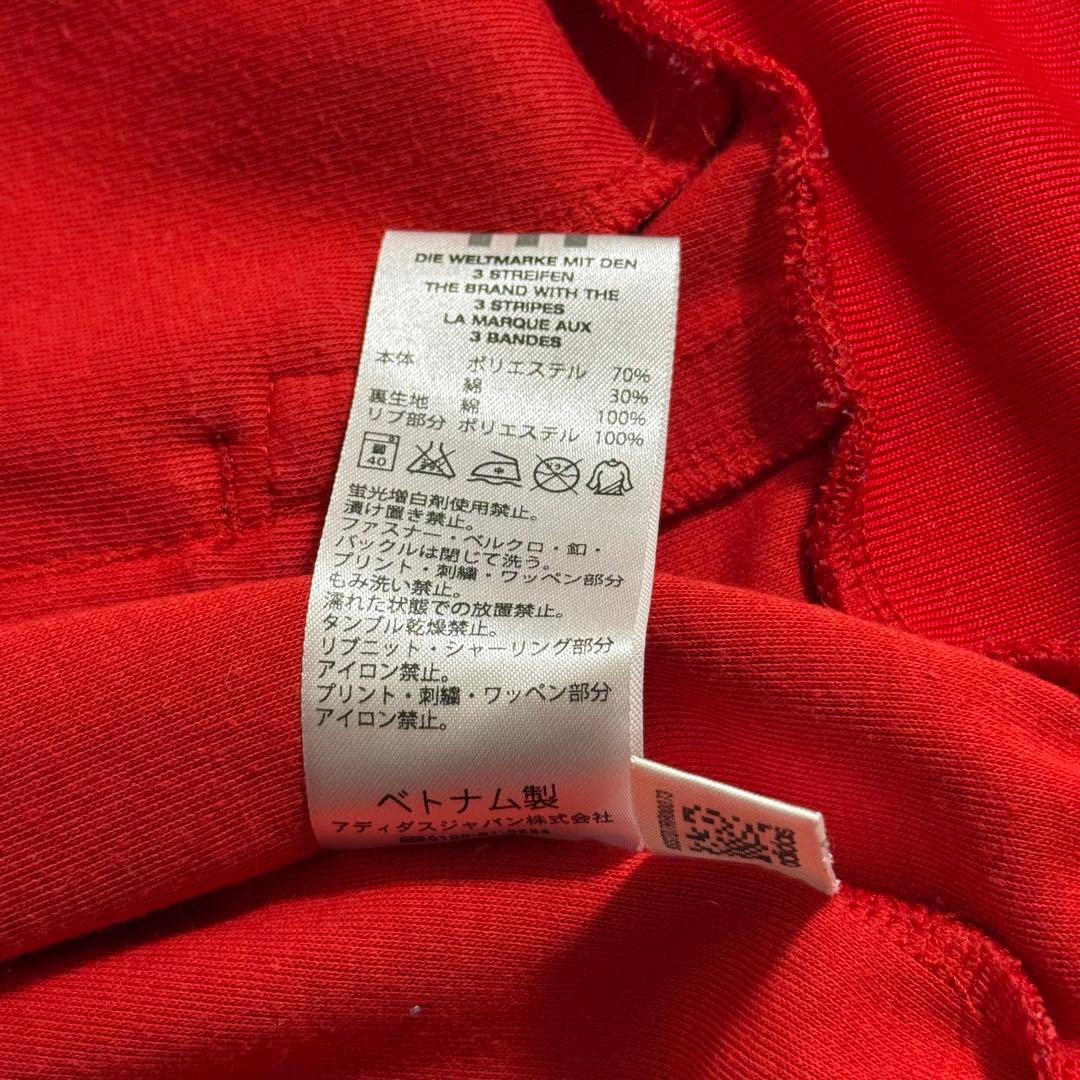 DIE WELTMARKE MIT DEN
3 STREIFEN
THE BRAND WITH THE
3 STRIPES
LA MARQUE AUX
3 BANDES
本体 ポリエステル 70%
綿 30%
裏生地 綿 100%
リブ部分 ポリエステル 100%
40
蛍光増白剤使用禁止。
漬け置き禁止。
ファスナー・ベルクロ・釦・
バックルは閉じて洗う。
プリント・刺繍・ワッペン部分
もみ洗い禁止。
濡れた状態での放置禁止。
タンブル乾燥禁止。
リブニット・シャーリング部分
アイロン禁止。
プリント・刺繍・ワッペン部分
アイロン禁止。
ベトナム製
アディダスジャパン株式会社
adidas